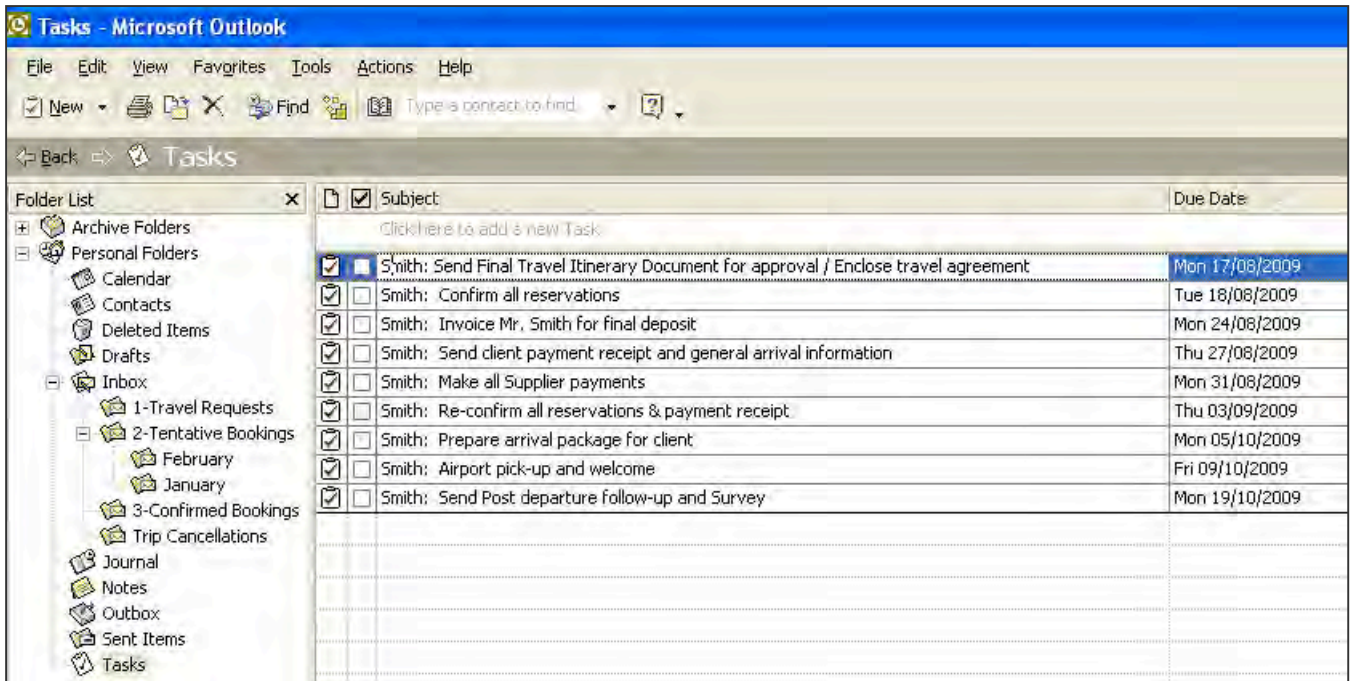 Tasks - Microsoft Outlook
File Edit View Favorites Tools Actions Help
New Find Type a contact to find
Back Tasks
Folder List Subject Due Date
Archive Folders Click here to add a new Task
Personal Folders
Calendar
Contacts
Deleted Items
Drafts
Inbox
1-Travel Requests
2-Tentative Bookings
February
January
3-Confirmed Bookings
Trip Cancellations
Journal
Notes
Outbox
Sent Items
Tasks
Smith: Send Final Travel Itinerary Document for approval / Enclose travel agreement Mon 17/08/2009
Smith: Confirm all reservations Tue 18/08/2009
Smith: Invoice Mr. Smith for final deposit Mon 24/08/2009
Smith: Send client payment receipt and general arrival information Thu 27/08/2009
Smith: Make all Supplier payments Mon 31/08/2009
Smith: Re-confirm all reservations & payment receipt Thu 03/09/2009
Smith: Prepare arrival package for client Mon 05/10/2009
Smith: Airport pick-up and welcome Fri 09/10/2009
Smith: Send Post departure follow-up and Survey Mon 19/10/2009